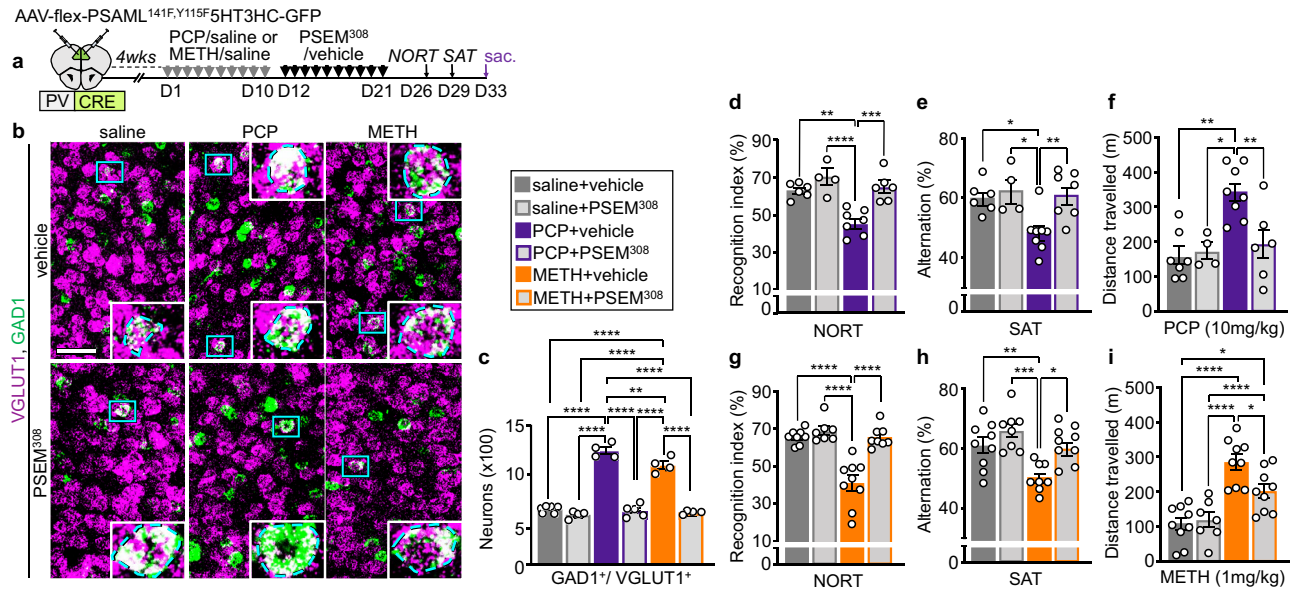 AAV-flex-PSAML141F,Y115F5HT3HC-GFP
a
4wks
PCP/saline or
METH/saline
PSEM308
/vehicle
NORT SAT
sac.
D1 D10 D12 D21 D26 D29 D33
PV CRE
b
saline PCP METH
VGLUT1, GAD1
vehicle
PSEM308
saline+vehicle
saline+PSEM308
PCP+vehicle
PCP+PSEM308
METH+vehicle
METH+PSEM308
c
Neurons (x100)
15
10
5
0
**** **** **** **** ** **** **** **** **** ****
GAD1+/ VGLUT1+
d
Recognition index (%)
90
70
50
30
10
0
** *** ****
NORT
e
Alternation (%)
80
60
40
0
* * **
SAT
f
Distance travelled (m)
500
400
300
200
100
0
** * **
PCP (10mg/kg)
g
Recognition index (%)
90
70
50
30
10
0
**** **** ****
NORT
h
Alternation (%)
80
60
40
0
** *** *
SAT
i
Distance travelled (m)
500
400
300
200
100
0
* **** **** **** *
METH (1mg/kg)